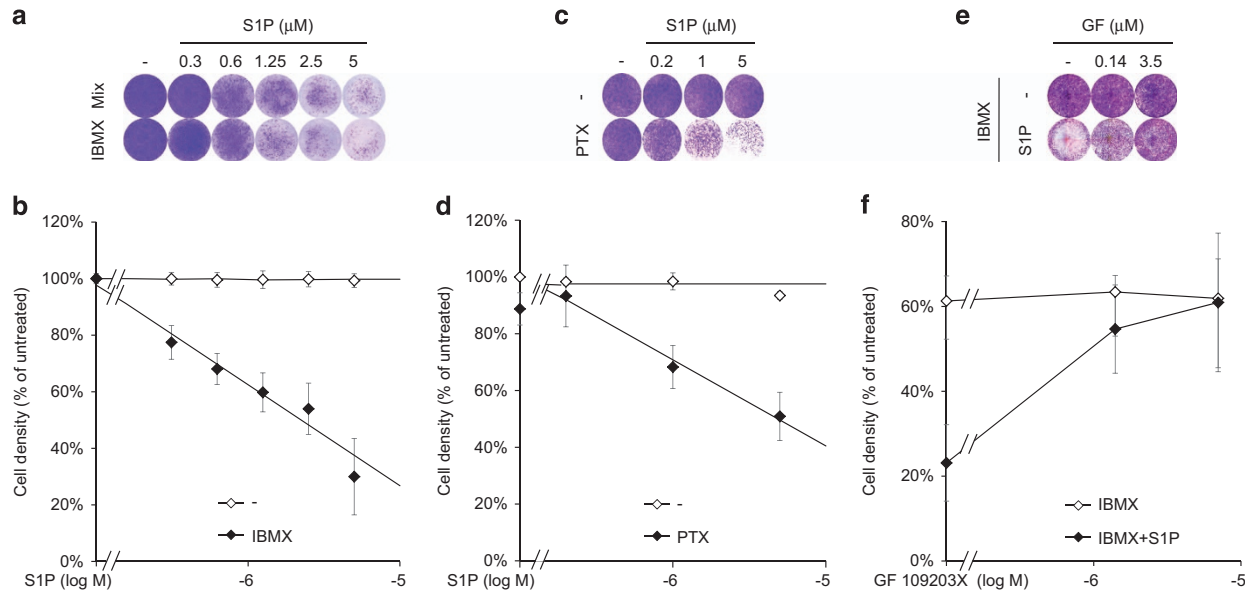 a
S1P (μM)
- 0.3 0.6 1.25 2.5 5
Mix
IBMX
c
S1P (μM)
- 0.2 1 5
-
PTX
e
GF (μM)
- 0.14 3.5
IBMX
-
S1P
b
Cell density (% of untreated)
120%
100%
80%
60%
40%
20%
0%
-
IBMX
S1P (log M) -6 -5
d
Cell density (% of untreated)
120%
100%
80%
60%
40%
20%
0%
-
PTX
S1P (log M) -6 -5
f
Cell density (% of untreated)
80%
60%
40%
20%
0%
IBMX
IBMX+S1P
GF 109203X (log M) -6 -5